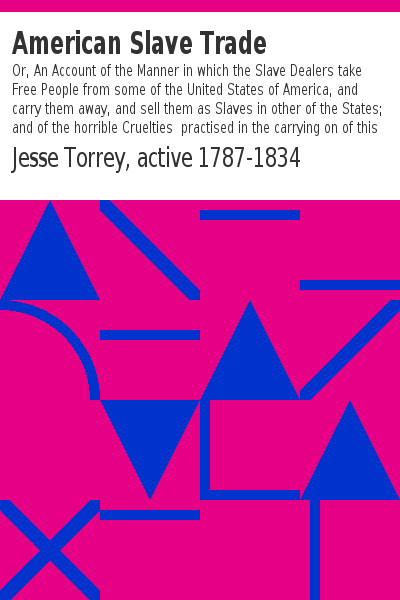 American Slave Trade
Or, An Account of the Manner in which the Slave Dealers take
Free People from some of the United States of America, and
carry them away, and sell them as Slaves in other of the States;
and of the horrible Cruelties  practised in the carrying on of this
Jesse Torrey, active 1787-1834